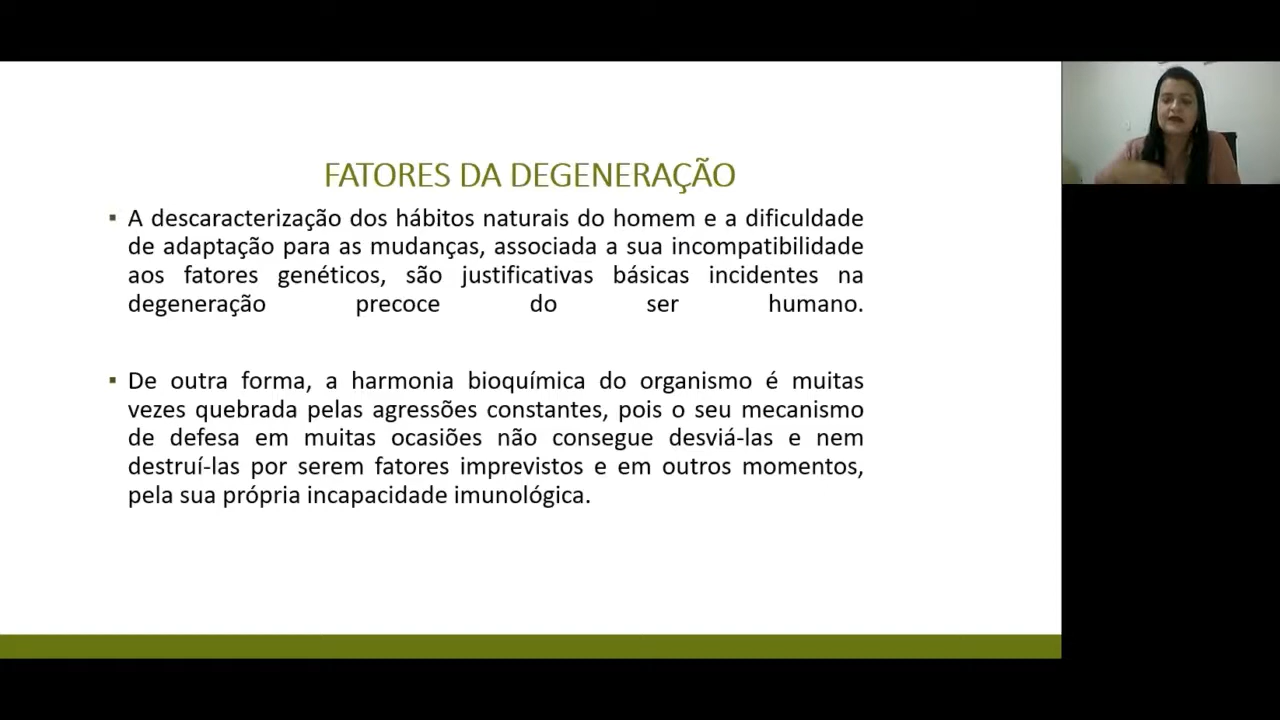 FATORES DA DEGENERAÇÃO
▪ A descaracterização dos hábitos naturais do homem e a dificuldade
de adaptação para as mudanças, associada a sua incompatibilidade
aos fatores genéticos, são justificativas básicas incidentes na
degeneração precoce do ser humano.
▪ De outra forma, a harmonia bioquímica do organismo é muitas
vezes quebrada pelas agressões constantes, pois o seu mecanismo
de defesa em muitas ocasiões não consegue desviá-las e nem
destruí-las por serem fatores imprevistos e em outros momentos,
pela sua própria incapacidade imunológica.